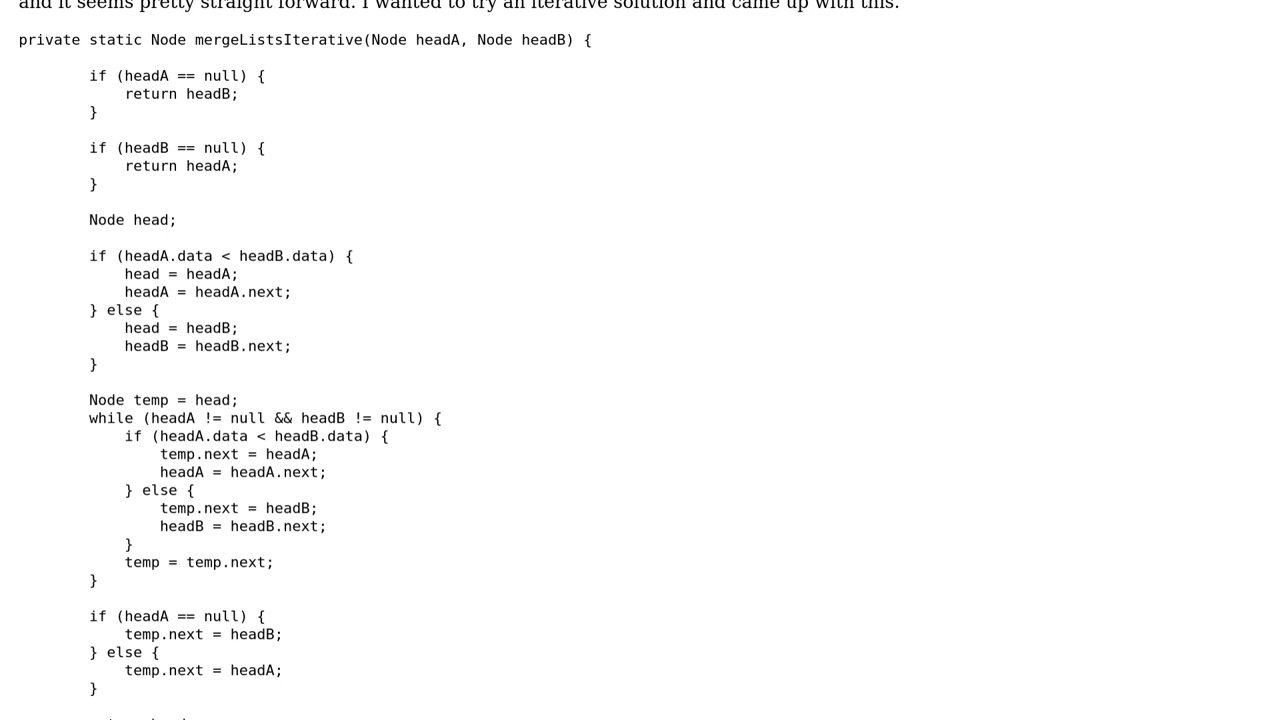 and it seems pretty straight forward. I wanted to try an iterative solution and came up with this.
private static Node mergeListsIterative(Node headA, Node headB) {
if (headA == null) {
return headB;
}
if (headB == null) {
return headA;
}
Node head;
if (headA.data < headB.data) {
head = headA;
headA = headA.next;
} else {
head = headB;
headB = headB.next;
}
Node temp = head;
while (headA != null && headB != null) {
if (headA.data < headB.data) {
temp.next = headA;
headA = headA.next;
} else {
temp.next = headB;
headB = headB.next;
}
temp = temp.next;
}
if (headA == null) {
temp.next = headB;
} else {
temp.next = headA;
}